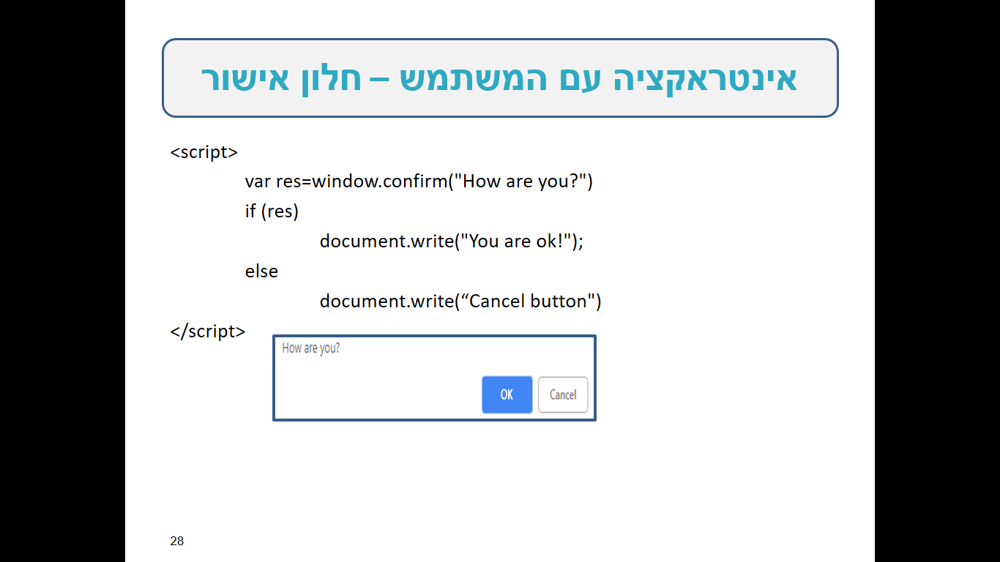 אינטראקציה עם המשתמש – חלון אישור
<script>
var res=window.confirm("How are you?")
if (res)
document.write("You are ok!");
else
document.write(“Cancel button")
</script>
How are you?
OK Cancel
28